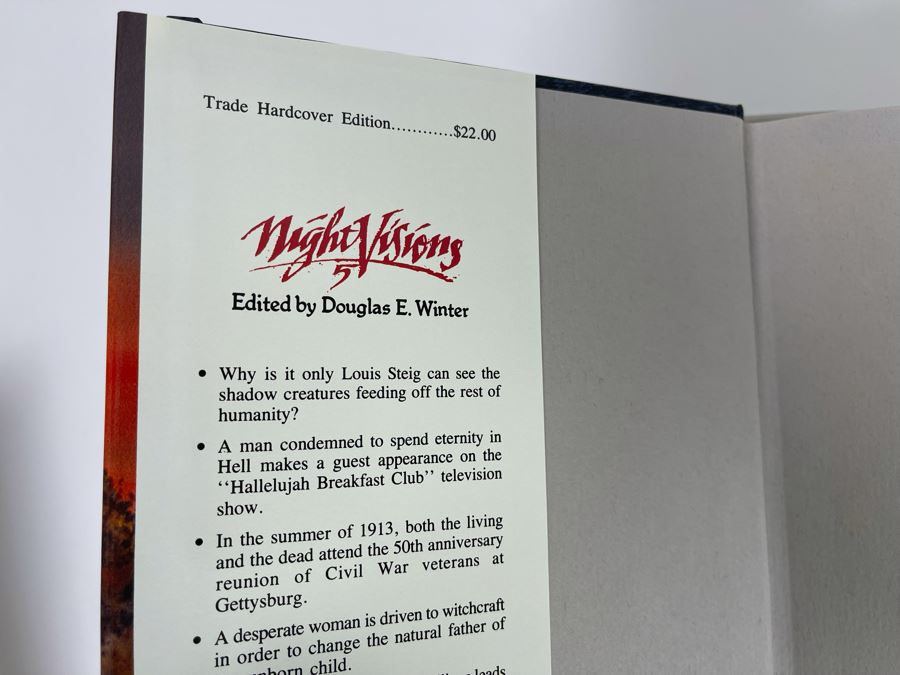 Trade Hardcover Edition............$22.00
Night Visions
5
Edited by Douglas E. Winter
• Why is it only Louis Steig can see the
shadow creatures feeding off the rest of
humanity?
• A man condemned to spend eternity in
Hell makes a guest appearance on the
‘‘Hallelujah Breakfast Club’’ television
show.
• In the summer of 1913, both the living
and the dead attend the 50th anniversary
reunion of Civil War veterans at
Gettysburg.
• A desperate woman is driven to witchcraft
in order to change the natural father of
child.
leads